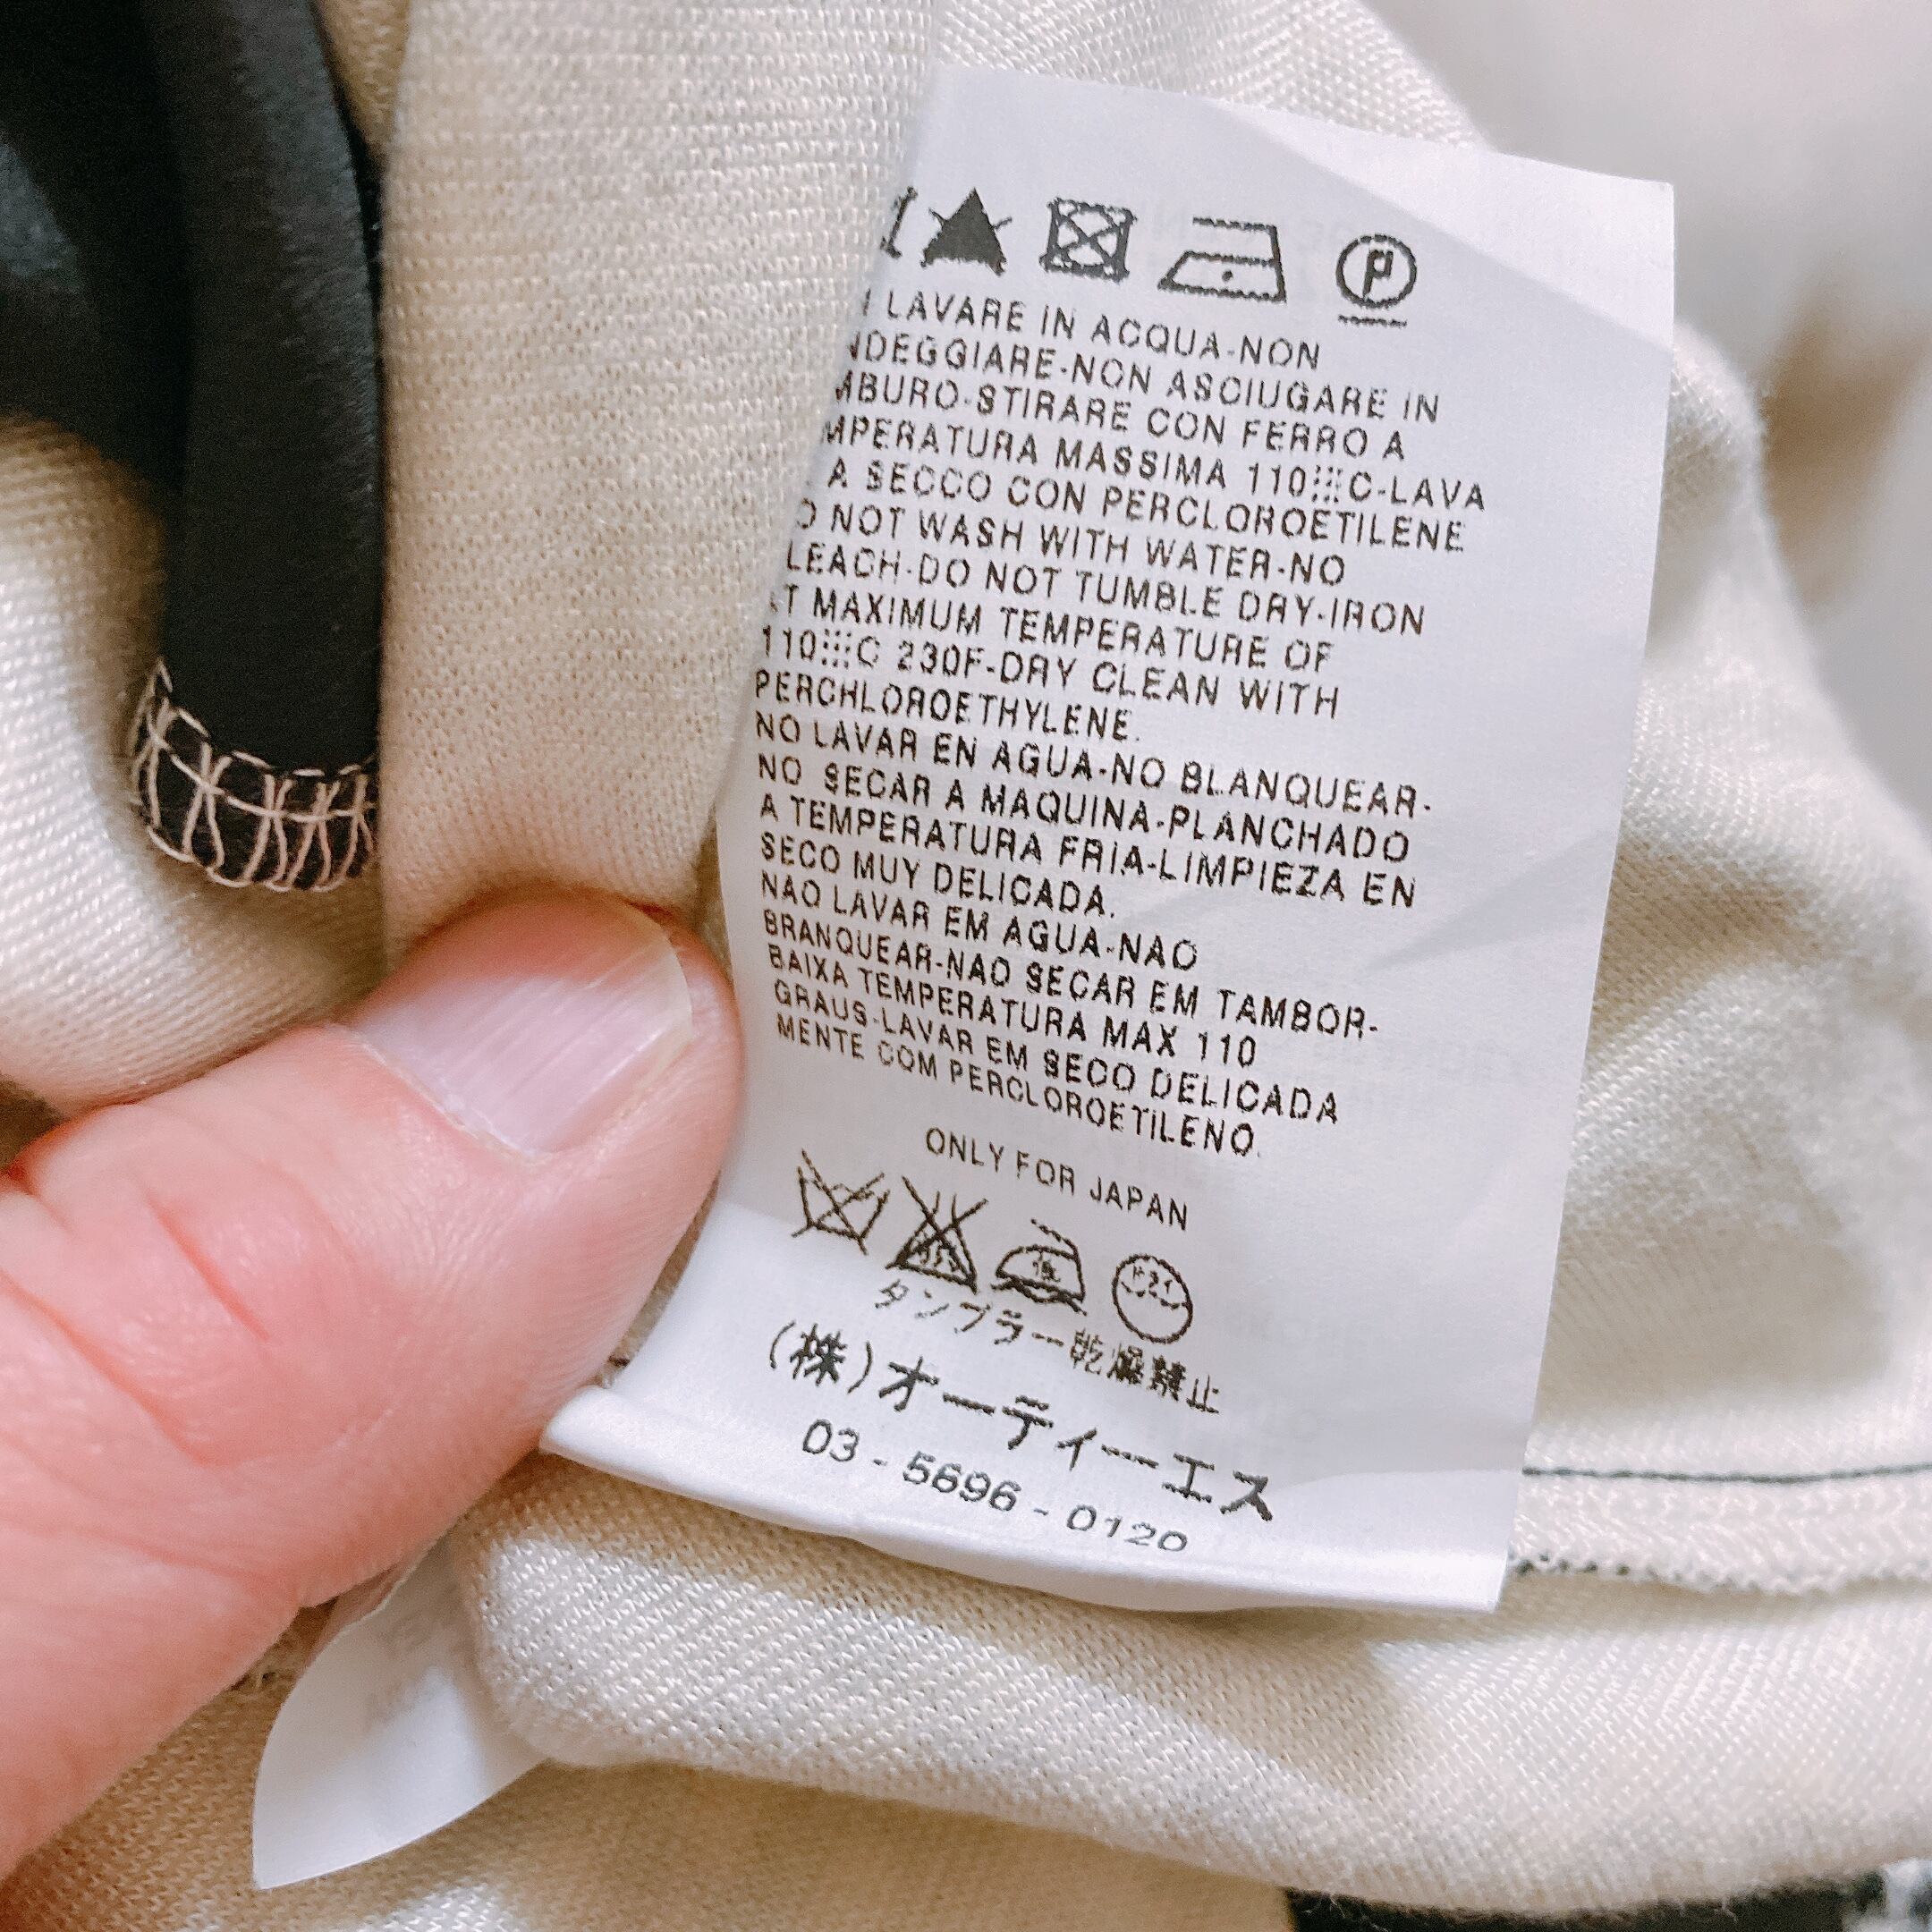 P
LAVARE IN ACQUA-NON
NDEGGIARE-NON ASCIUGARE IN
MBURO-STIRARE CON FERRO A
MPERATURA MASSIMA 110 C-LAVA
A SECCO CON PERCLOROETILENE
O NOT WASH WITH WATER-NO
LEACH-DO NOT TUMBLE DRY-IRON
AT MAXIMUM TEMPERATURE OF
110 C 230F-DRY CLEAN WITH
PERCHLOROETHYLENE.
NO LAVAR EN AGUA-NO BLANQUEAR-
NO SECAR A MAQUINA-PLANCHADO
A TEMPERATURA FRIA-LIMPIEZA EN
SECO MUY DELICADA.
NAO LAVAR EM AGUA-NAO
BRANQUEAR-NAO SECAR EM TAMBOR-
BAIXA TEMPERATURA MAX 110
GRAUS-LAVAR EM SECO DELICADA
MENTE COM PERCLOROETILENO.
ONLY FOR JAPAN
低 ドライ
タンブラー乾燥禁止
(株)オーティーエス
03-5696-0120